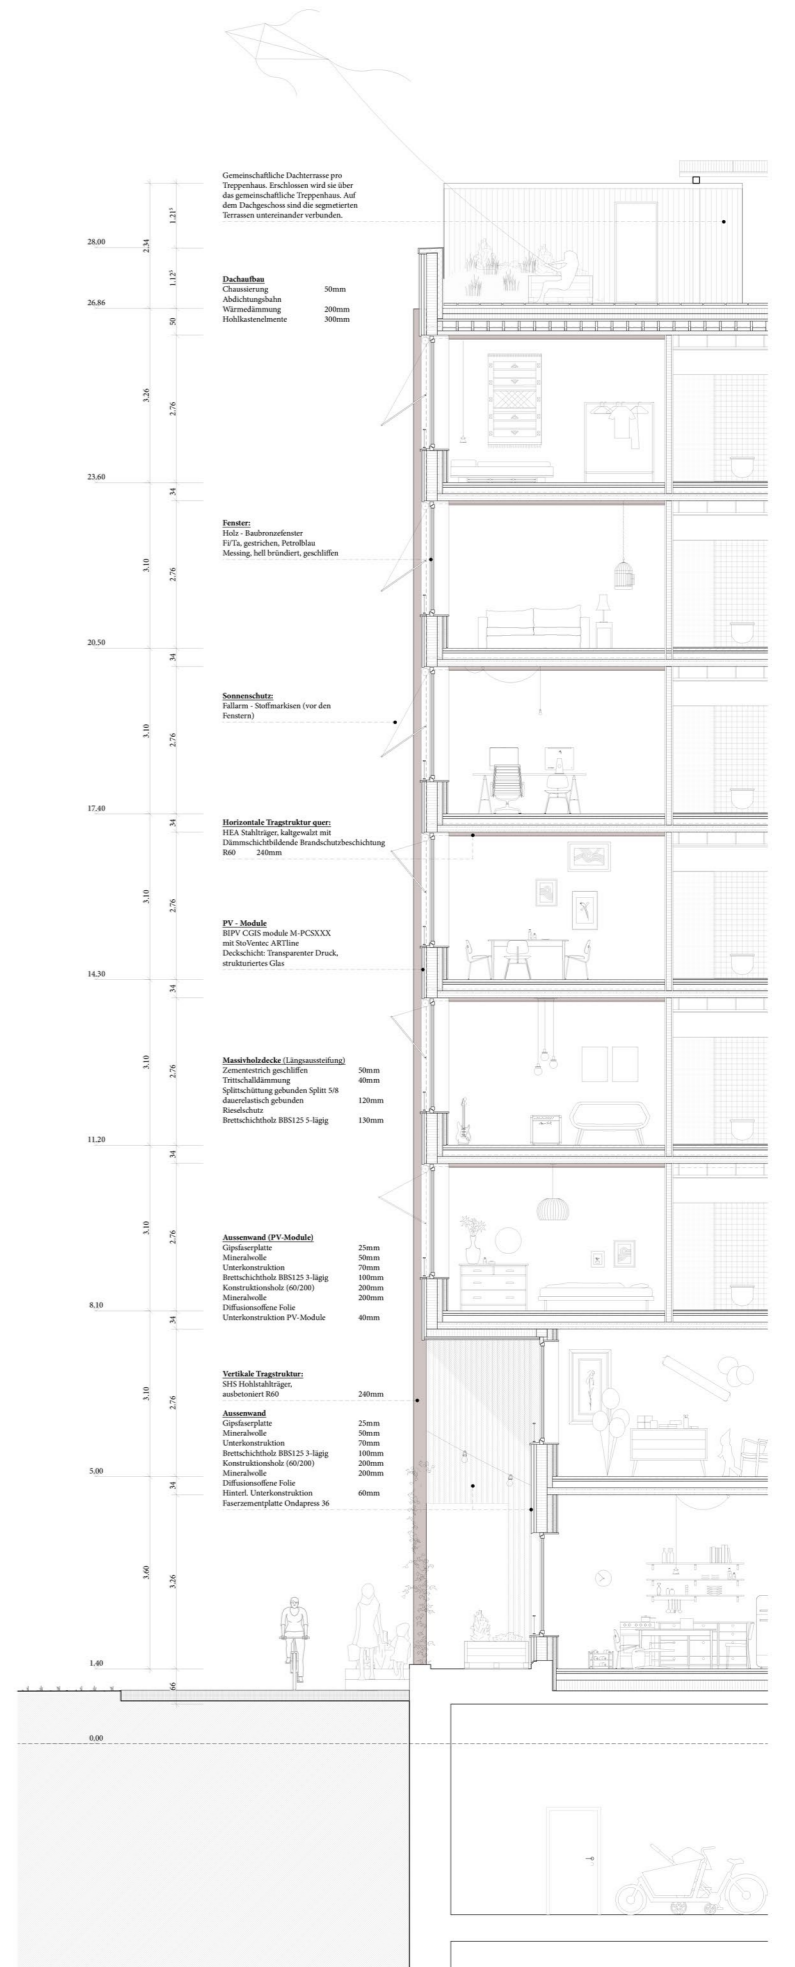 Gemeinschaftliche Dachterrasse pro
Treppenhaus. Erschlossen wird sie über
das gemeinschaftliche Treppenhaus. Auf
dem Dachgeschoss sind die segmetierten
Terrassen untereinander verbunden.
1.21⁵
28.00
2.34
1.12⁵
Dachaufbau
Chaussierung 50mm
Abdichtungsbahn
Wärmedämmung 200mm
Hohlkastenelmente 300mm
26.86
50
3.26
2.76
23.60
34
Fenster:
Holz - Baubronzefenster
Fi/Ta, gestrichen, Petrolblau
Messing, hell bründiert, geschliffen
3.10
2.76
20.50
34
Sonnenschutz:
Fallarm - Stoffmarkisen (vor den
Fenstern)
3.10
2.76
17.40
34
Horizontale Tragstruktur quer:
HEA Stahlträger, kaltgewalzt mit
Dämmschichtbildende Brandschutzbeschichtung
R60 240mm
3.10
2.76
PV - Module
BIPV CGIS module M-PCSXXX
mit StoVentec ARTline
Deckschicht: Transparenter Druck,
strukturiertes Glas
14.30
34
Massivholzdecke (Längsaussteifung)
Zementestrich geschliffen 50mm
Trittschalldämmung 40mm
Splittschüttung gebunden Splitt 5/8
dauerelastisch gebunden 120mm
Rieselschutz
Brettschichtholz BBS125 5-lägig 130mm
3.10
2.76
11.20
34
Aussenwand (PV-Module)
Gipsfaserplatte 25mm
Mineralwolle 50mm
Unterkonstruktion 70mm
Brettschichtholz BBS125 3-lägig 100mm
Konstruktionsholz (60/200) 200mm
Mineralwolle 200mm
Diffusionsoffene Folie
Unterkonstruktion PV-Module 40mm
3.10
2.76
8.10
34
Vertikale Tragstruktur:
SHS Hohlstahlträger,
ausbetoniert R60 240mm
3.10
2.76
Aussenwand
Gipsfaserplatte 25mm
Mineralwolle 50mm
Unterkonstruktion 70mm
Brettschichtholz BBS125 3-lägig 100mm
Konstruktionsholz (60/200) 200mm
Mineralwolle 200mm
Diffusionsoffene Folie
Hinterl. Unterkonstruktion 60mm
Faserzementplatte Ondapress 36
5.00
34
3.60
3.26
1.40
66
0.00